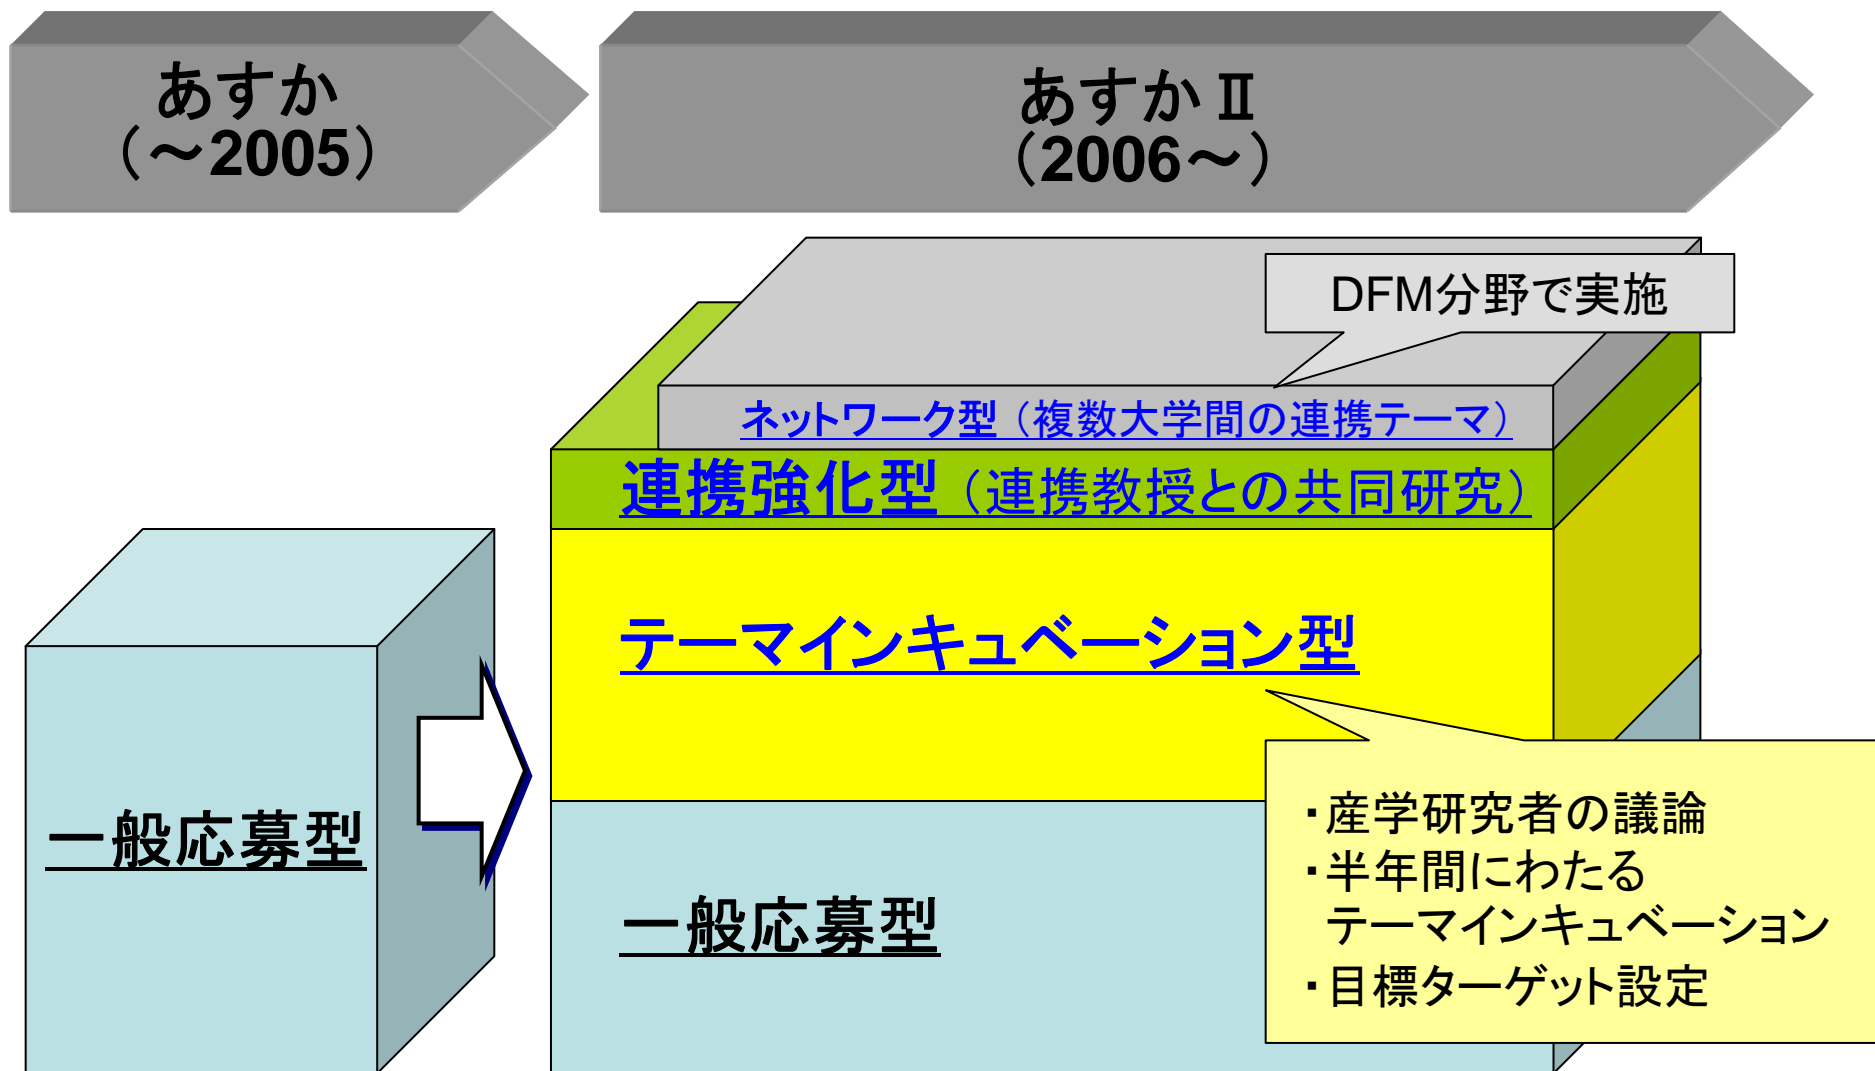 あすか
（～2005）
あすか Ⅱ
（2006～）
DFM分野で実施
ネットワーク型（複数大学間の連携テーマ）
連携強化型（連携教授との共同研究）
テーマインキュベーション型
一般応募型
一般応募型
・産学研究者の議論
・半年間にわたる
テーマインキュベーション
・目標ターゲット設定